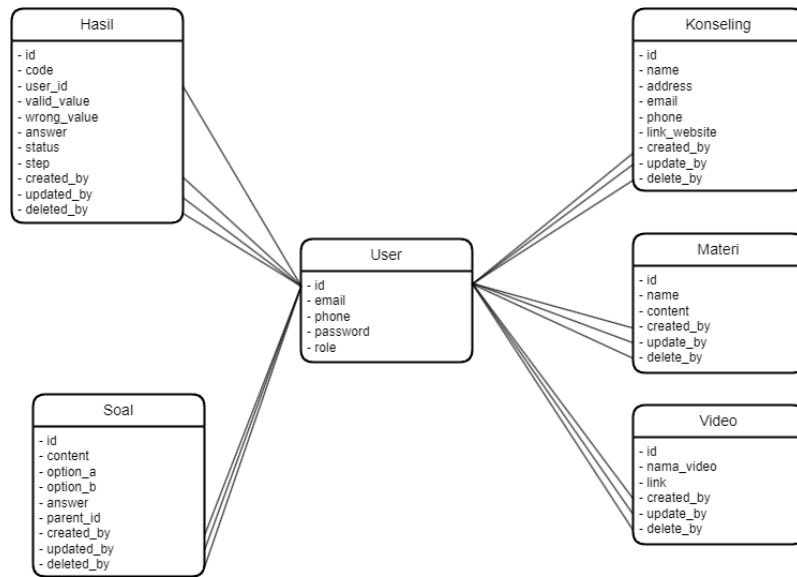 Hasil
- id
- code
- user_id
- valid_value
- wrong_value
- answer
- status
- step
- created_by
- updated_by
- deleted_by
Konseling
- id
- name
- address
- email
- phone
- link_website
- created_by
- update_by
- delete_by
User
- id
- email
- phone
- password
- role
Materi
- id
- name
- content
- created_by
- update_by
- delete_by
Soal
- id
- content
- option_a
- option_b
- answer
- parent_id
- created_by
- updated_by
- deleted_by
Video
- id
- nama_video
- link
- created_by
- update_by
- delete_by